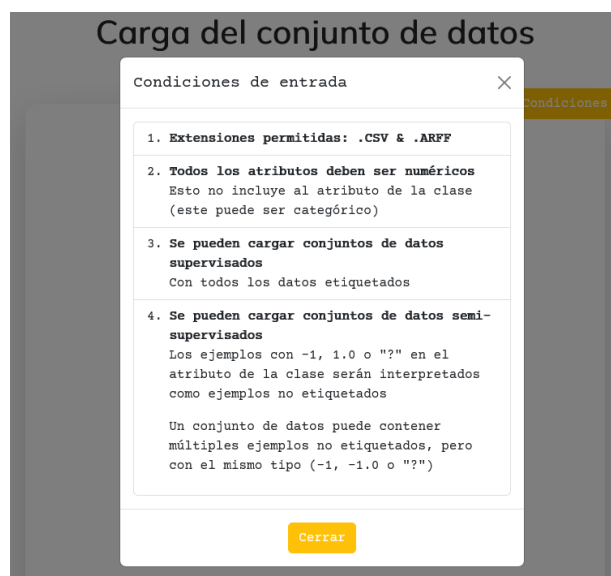 Carga del conjunto de datos
Condiciones de entrada
Condiciones
1. Extensiones permitidas: .CSV & .ARFF
2. Todos los atributos deben ser numéricos
Esto no incluye al atributo de la clase
(este puede ser categórico)
3. Se pueden cargar conjuntos de datos
supervisados
Con todos los datos etiquetados
4. Se pueden cargar conjuntos de datos semi-
supervisados
Los ejemplos con -1, 1.0 o "?" en el
atributo de la clase serán interpretados
como ejemplos no etiquetados
Un conjunto de datos puede contener
múltiples ejemplos no etiquetados, pero
con el mismo tipo (-1, -1.0 o "?")
Cerrar